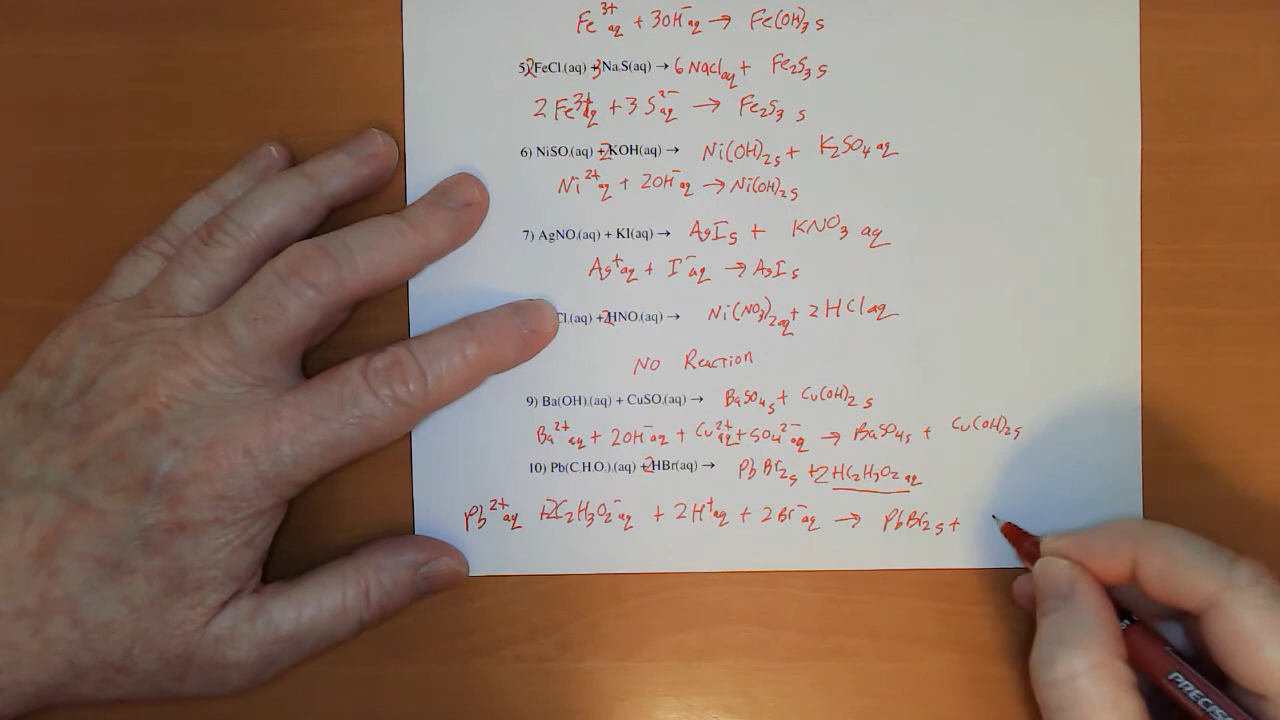 Fe³⁺aq + 3OH⁻aq → Fe(OH)₃ s
5) 2FeCl.(aq) + 3Na.S(aq) → 6 NaCl aq + Fe₂S₃ s
2 Fe³⁺aq + 3 S²⁻aq → Fe₂S₃ s
6) NiSO.(aq) + 2KOH(aq) → Ni(OH)₂ s + K₂SO₄ aq
Ni²⁺aq + 2OH⁻aq → Ni(OH)₂ s
7) AgNO.(aq) + KI(aq) → AgI s + KNO₃ aq
Ag⁺aq + I⁻aq → AgI s
Cl.(aq) + 2HNO.(aq) → Ni(NO₃)₂ aq + 2 HCl aq
NO Reaction
9) Ba(OH).(aq) + CuSO.(aq) → BaSO₄ s + Cu(OH)₂ s
Ba²⁺aq + 2OH⁻aq + Cu²⁺aq + SO₄²⁻aq → BaSO₄ s + Cu(OH)₂ s
10) Pb(C.H.O.).(aq) + 2HBr(aq) → PbBr₂ s + 2HC₂H₃O₂ aq
Pb²⁺aq + 2C₂H₃O₂⁻aq + 2H⁺aq + 2Br⁻aq → PbBr₂ s +
PRECIS